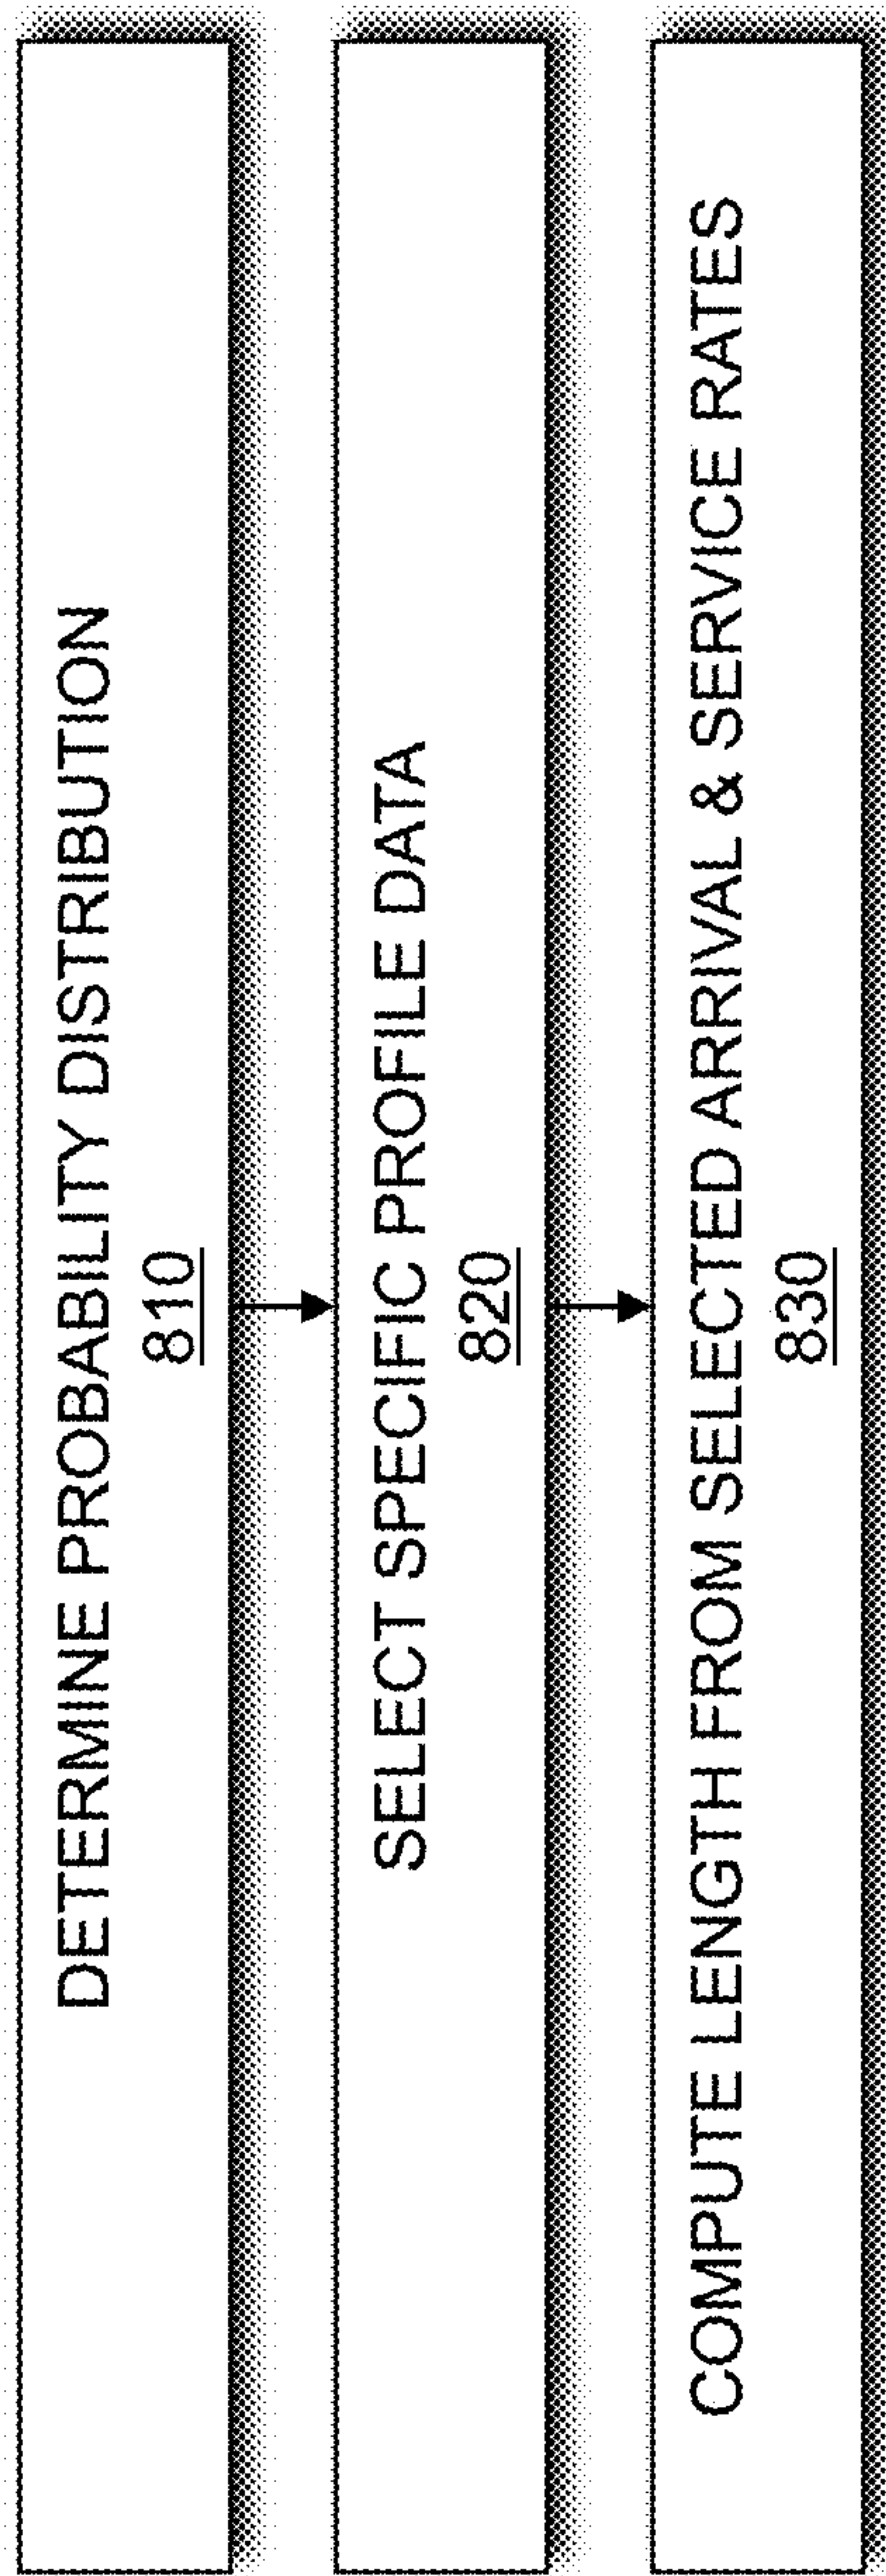 DETERMINE PROBABILITY DISTRIBUTION
810
SELECT SPECIFIC PROFILE DATA
820
COMPUTE LENGTH FROM SELECTED ARRIVAL & SERVICE RATES
830